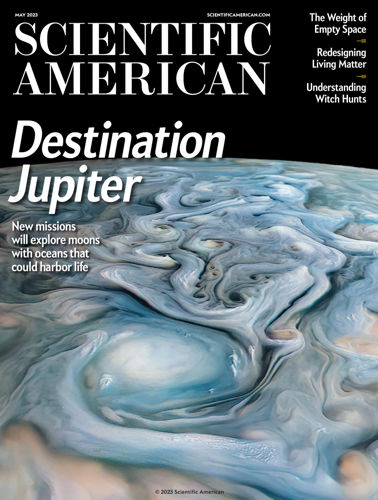 MAY 2023
SCIENTIFICAMERICAN.COM
SCIENTIFIC
AMERICAN
The Weight of
Empty Space
Redesigning
Living Matter
Understanding
Witch Hunts
Destination
Jupiter
New missions
will explore moons
with oceans that
could harbor life
© 2023 Scientific American